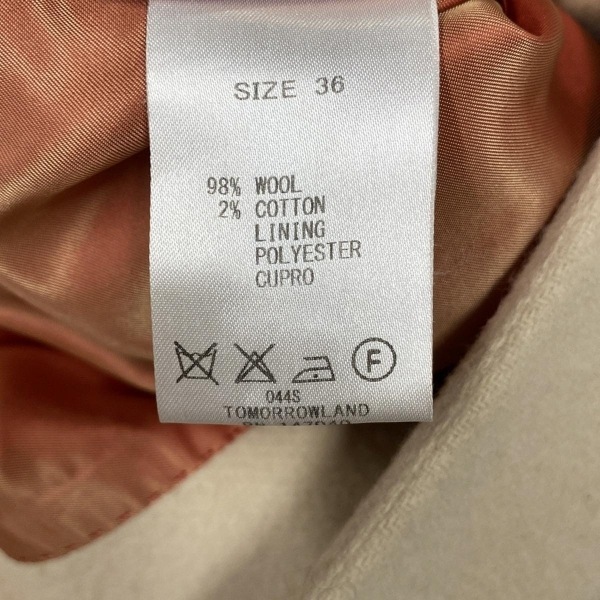 SIZE 36
98% WOOL
2% COTTON
LINING
POLYESTER
CUPRO
F
044S
TOMORROWLAND